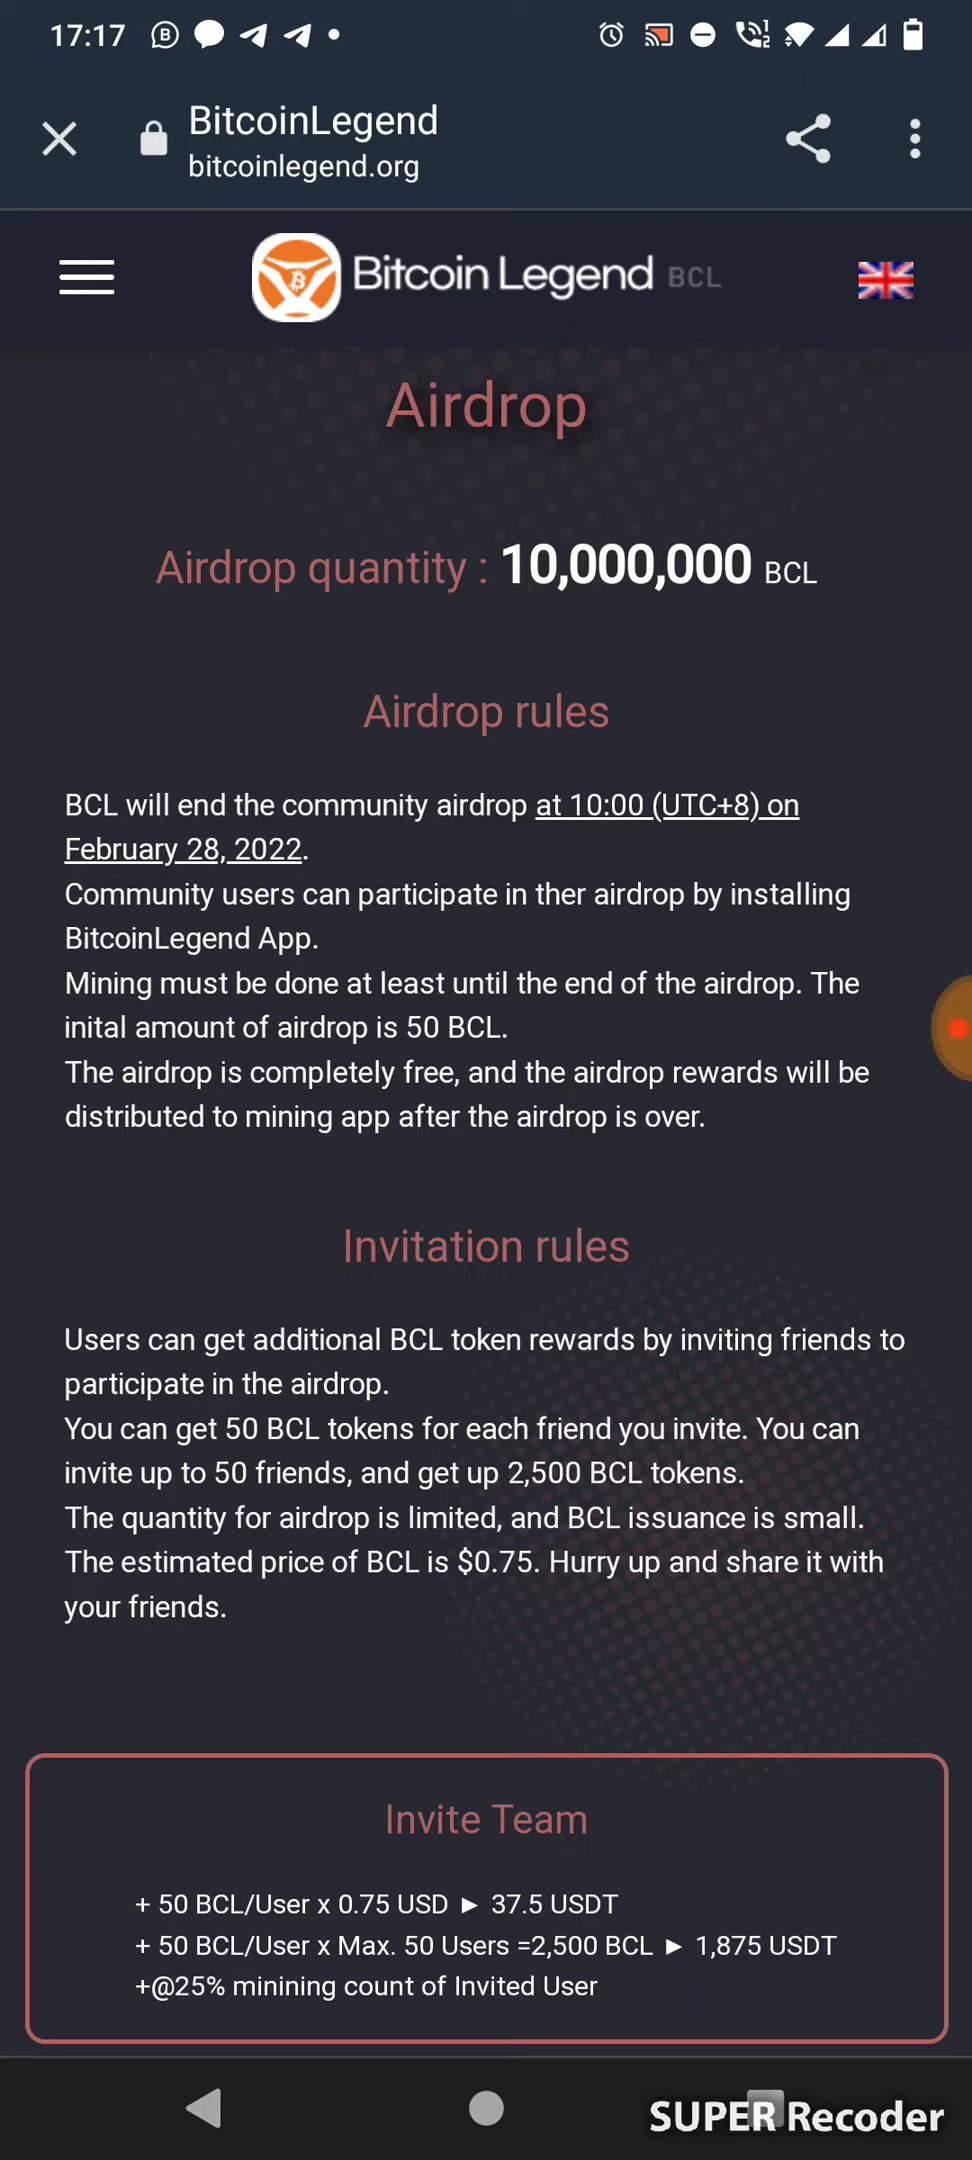 17:17
BitcoinLegend
bitcoinlegend.org
Bitcoin Legend BCL
Airdrop
Airdrop quantity : 10,000,000 BCL
Airdrop rules
BCL will end the community airdrop at 10:00 (UTC+8) on
February 28, 2022.
Community users can participate in ther airdrop by installing
BitcoinLegend App.
Mining must be done at least until the end of the airdrop. The
inital amount of airdrop is 50 BCL.
The airdrop is completely free, and the airdrop rewards will be
distributed to mining app after the airdrop is over.
Invitation rules
Users can get additional BCL token rewards by inviting friends to
participate in the airdrop.
You can get 50 BCL tokens for each friend you invite. You can
invite up to 50 friends, and get up 2,500 BCL tokens.
The quantity for airdrop is limited, and BCL issuance is small.
The estimated price of BCL is $0.75. Hurry up and share it with
your friends.
Invite Team
+ 50 BCL/User x 0.75 USD ► 37.5 USDT
+ 50 BCL/User x Max. 50 Users =2,500 BCL ► 1,875 USDT
+@25% minining count of Invited User
SUPER Recoder